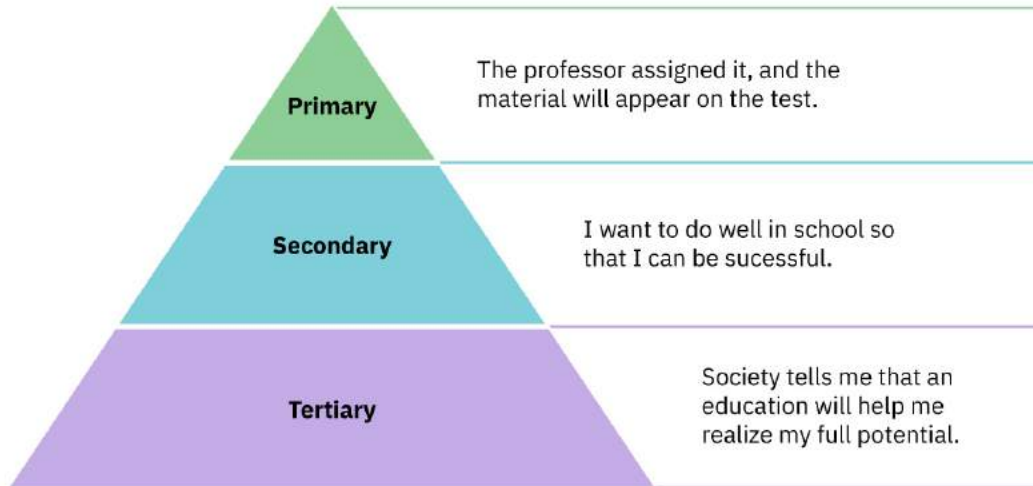 Primary
The professor assigned it, and the
material will appear on the test.
Secondary
I want to do well in school so
that I can be sucessful.
Tertiary
Society tells me that an
education will help me
realize my full potential.